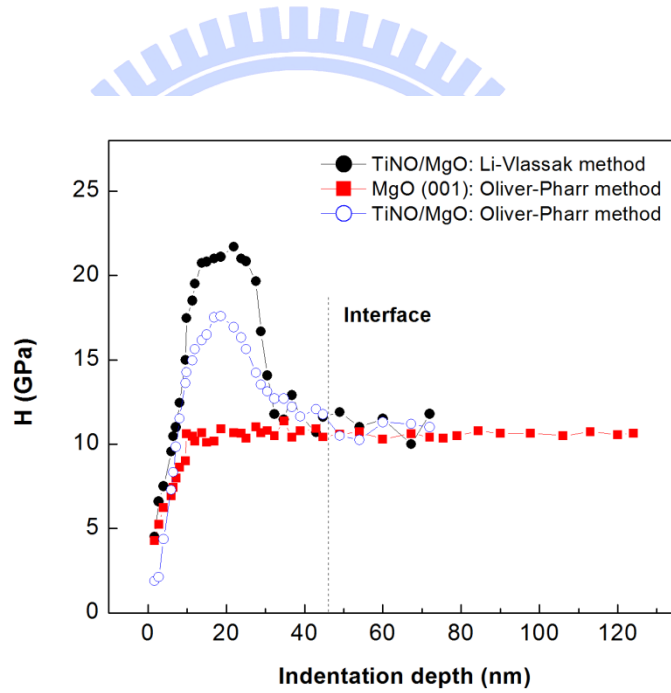 TiNO/MgO: Li-Vlassak method
MgO (001): Oliver-Pharr method
TiNO/MgO: Oliver-Pharr method
Interface
H (GPa)
25
20
15
10
5
0
0 20 40 60 80 100 120
Indentation depth (nm)